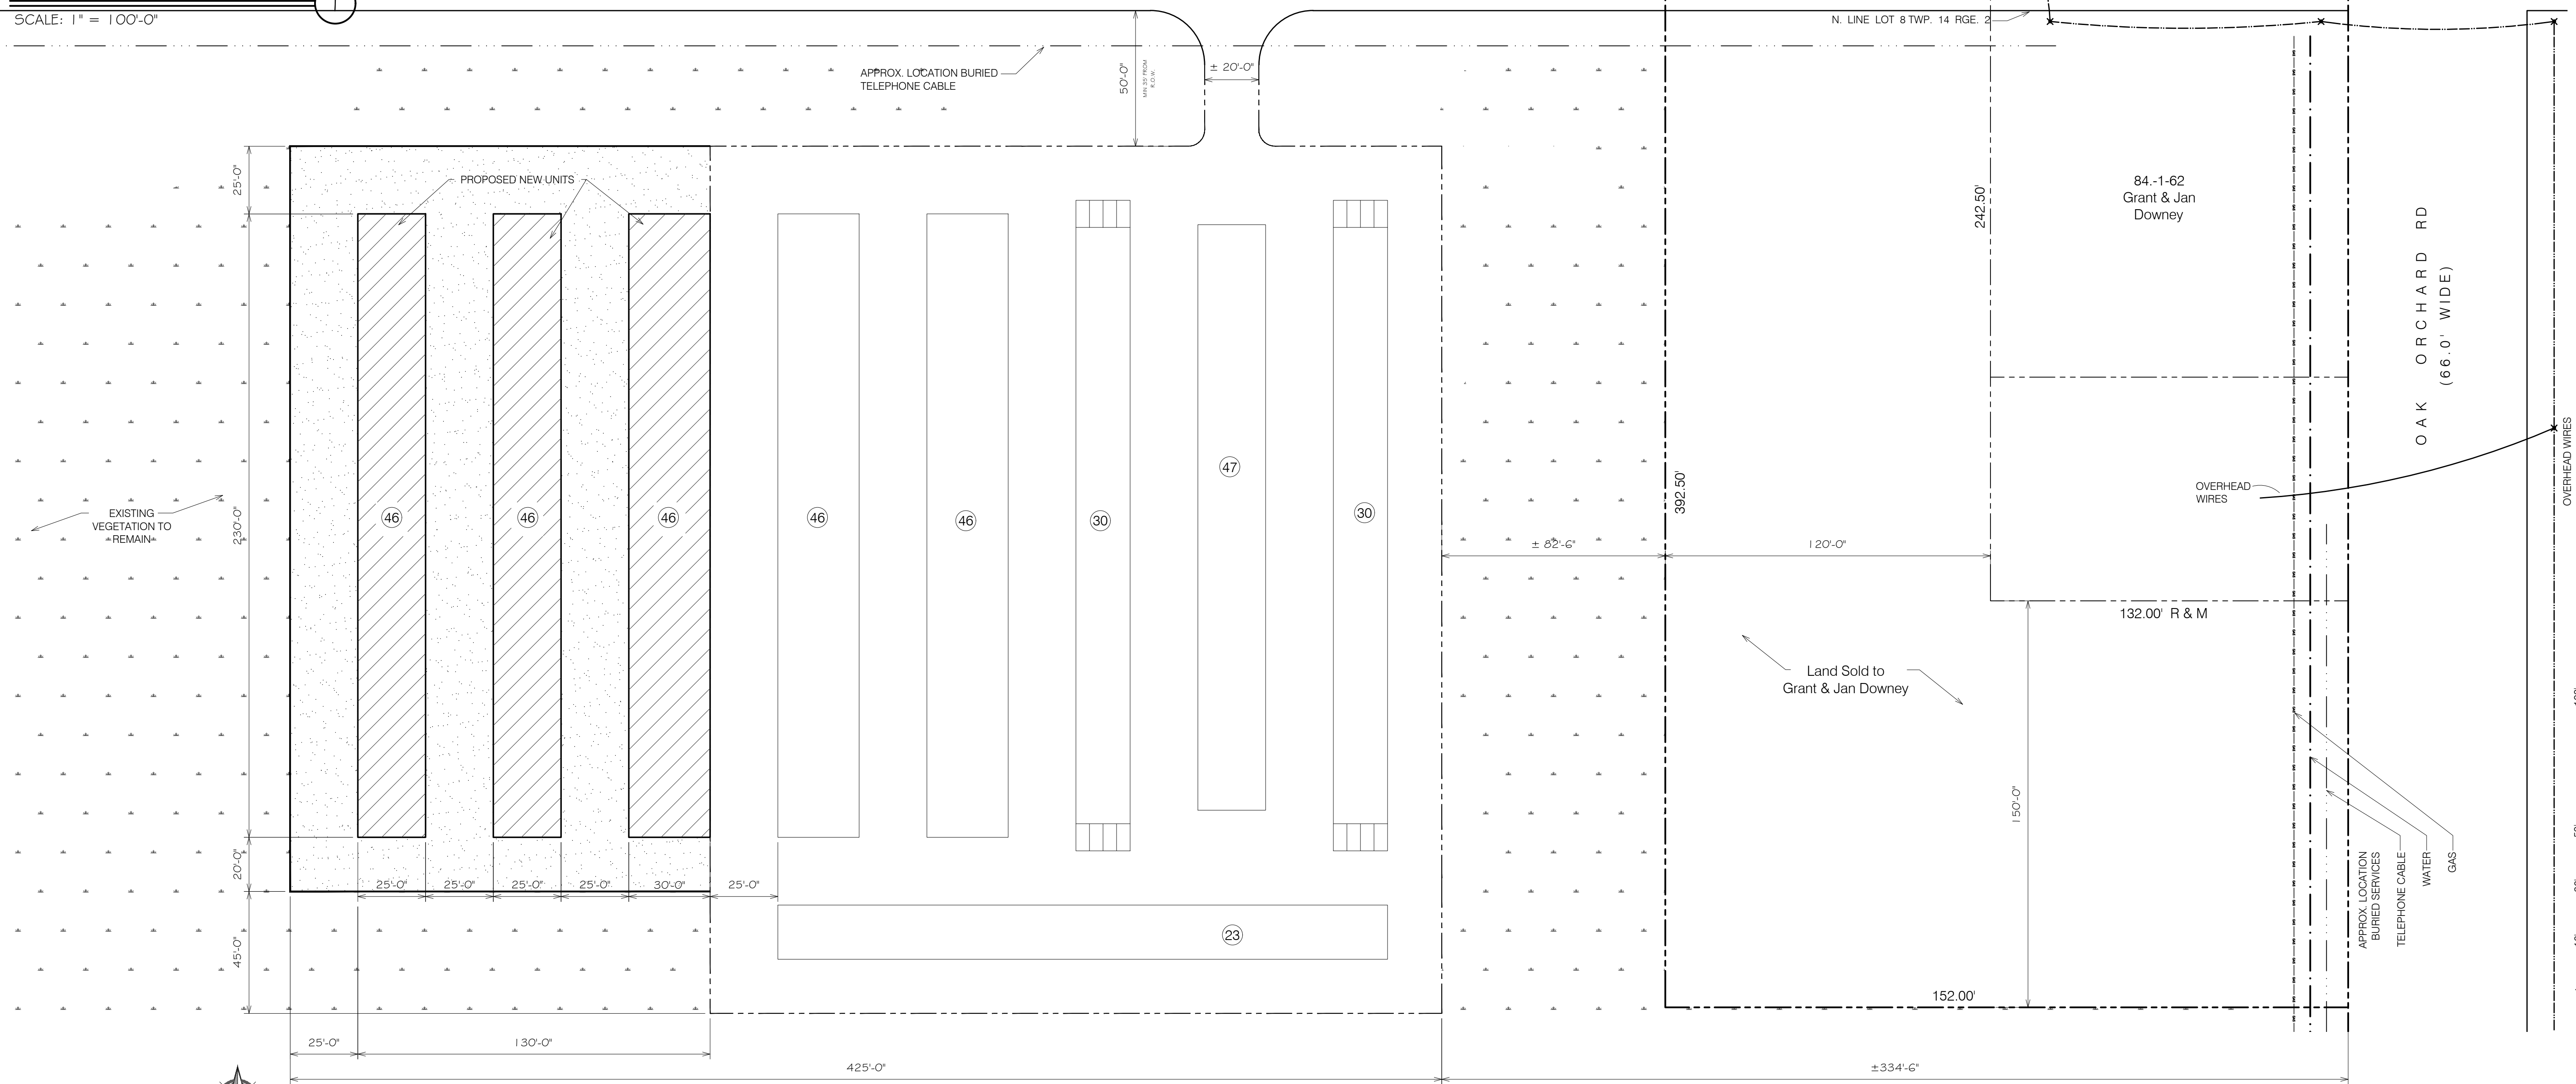 1
SCALE: 1" = 100'-0"
N. LINE LOT 8 TWP. 14 RGE. 2
APPROX. LOCATION BURIED
TELEPHONE CABLE
50'-0"
MIN 35' FROM
R.O.W.
± 20'-0"
25'-0"
PROPOSED NEW UNITS
242.50'
84.-1-62
Grant & Jan
Downey
OAK ORCHARD RD
(66.0' WIDE)
OVERHEAD WIRES
OVERHEAD
WIRES
EXISTING
VEGETATION TO
REMAIN
230'-0"
46
46
46
46
46
30
47
30
392.50'
± 82'-6"
120'-0"
132.00' R & M
Land Sold to
Grant & Jan Downey
150'-0"
20'-0"
25'-0"
25'-0"
25'-0"
25'-0"
30'-0"
25'-0"
APPROX. LOCATION
BURIED SERVICES
TELEPHONE CABLE
WATER
GAS
45'-0"
23
152.00'
25'-0"
130'-0"
425'-0"
±334'-6"